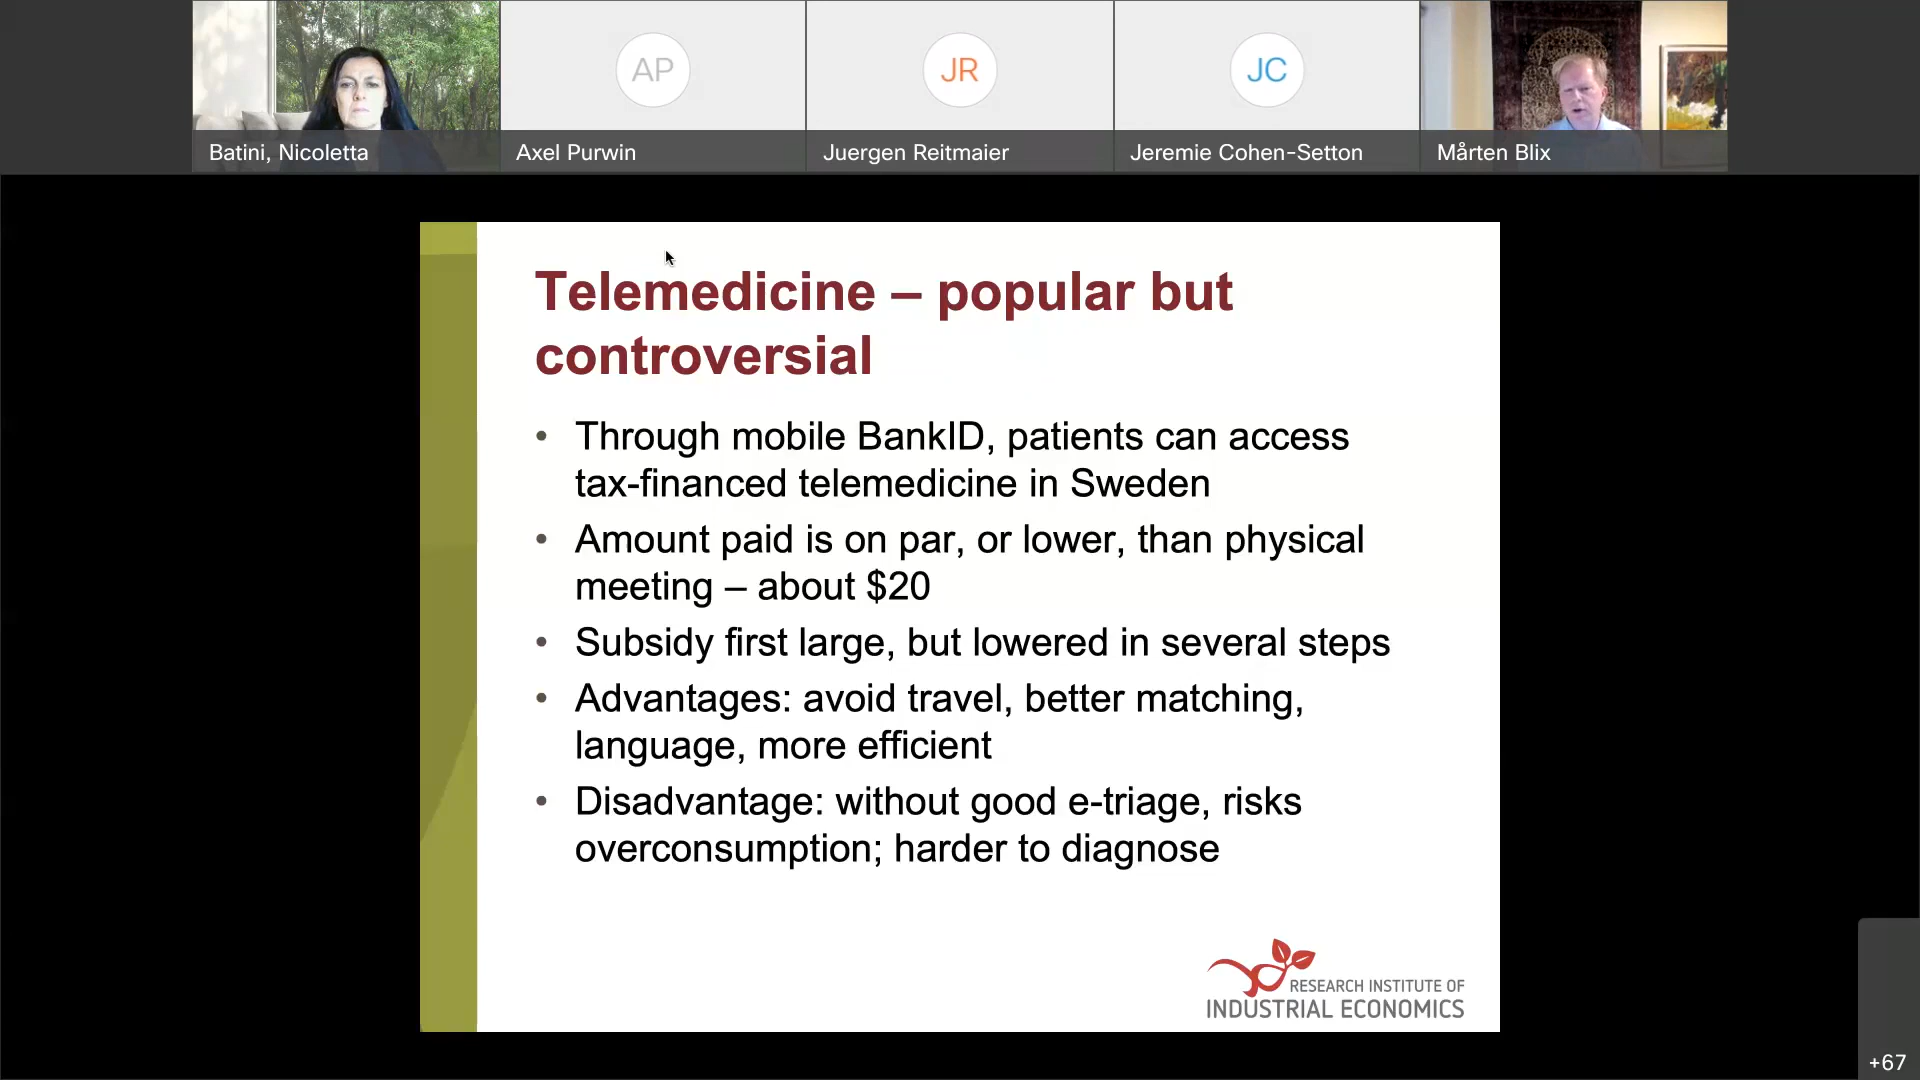 AP
JR
JC
Batini, Nicoletta
Axel Purwin
Juergen Reitmaier
Jeremie Cohen-Setton
Mårten Blix
Telemedicine – popular but
controversial
• Through mobile BankID, patients can access
tax-financed telemedicine in Sweden
• Amount paid is on par, or lower, than physical
meeting – about $20
• Subsidy first large, but lowered in several steps
• Advantages: avoid travel, better matching,
language, more efficient
• Disadvantage: without good e-triage, risks
overconsumption; harder to diagnose
RESEARCH INSTITUTE OF
INDUSTRIAL ECONOMICS
+67